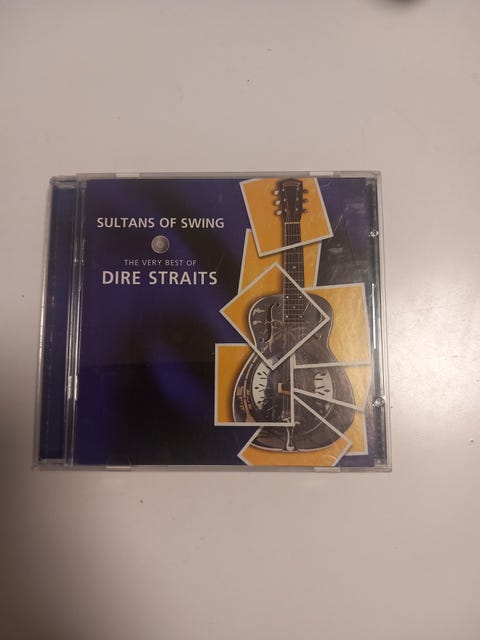 SULTANS OF SWING
THE VERY BEST OF
DIRE STRAITS